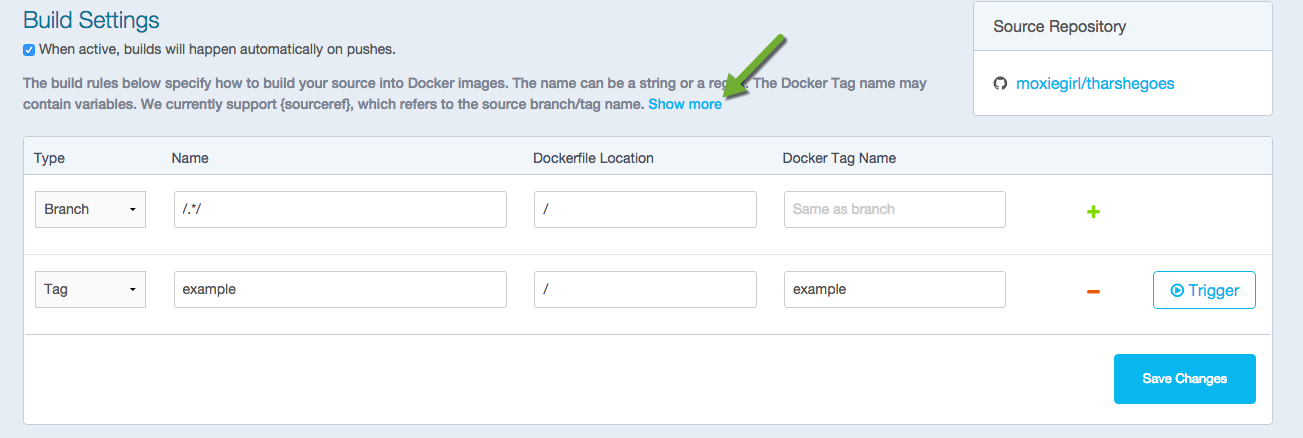 Build Settings
When active, builds will happen automatically on pushes.
The build rules below specify how to build your source into Docker images. The name can be a string or a The Docker Tag name may
contain variables. We currently support {sourceref}, which refers to the source branch/tag name. Show more
Source Repository
moxiegirl/tharshegoes
Type Name Dockerfile Location Docker Tag Name
Branch /.*/ / Same as branch
Tag example / example Trigger
Save Changes